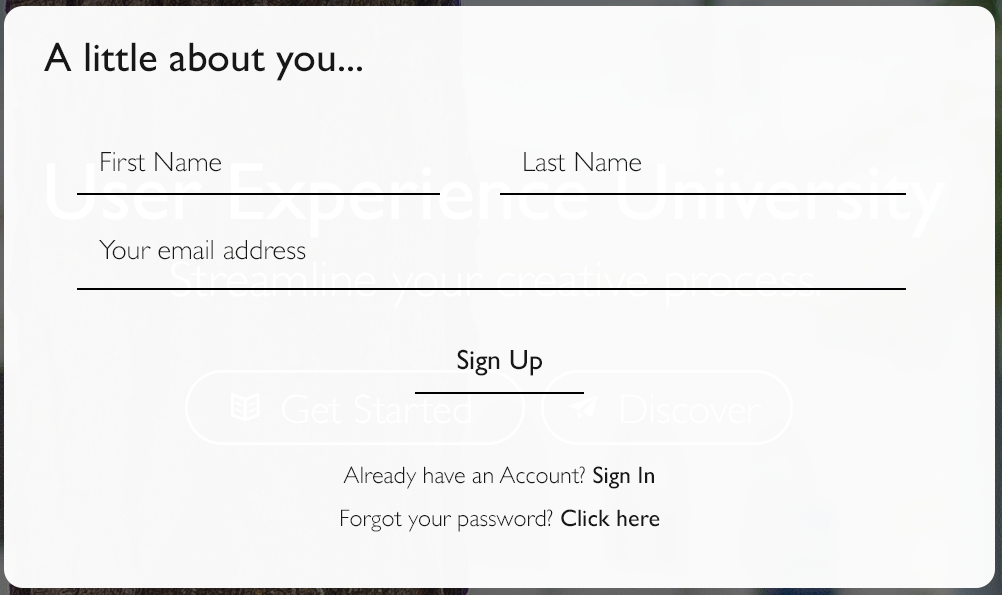 A little about you...
First Name Last Name
User Experience University
Your email address
Streamline your creative process.
Sign Up
Get Started Discover
Already have an Account? Sign In
Forgot your password? Click here